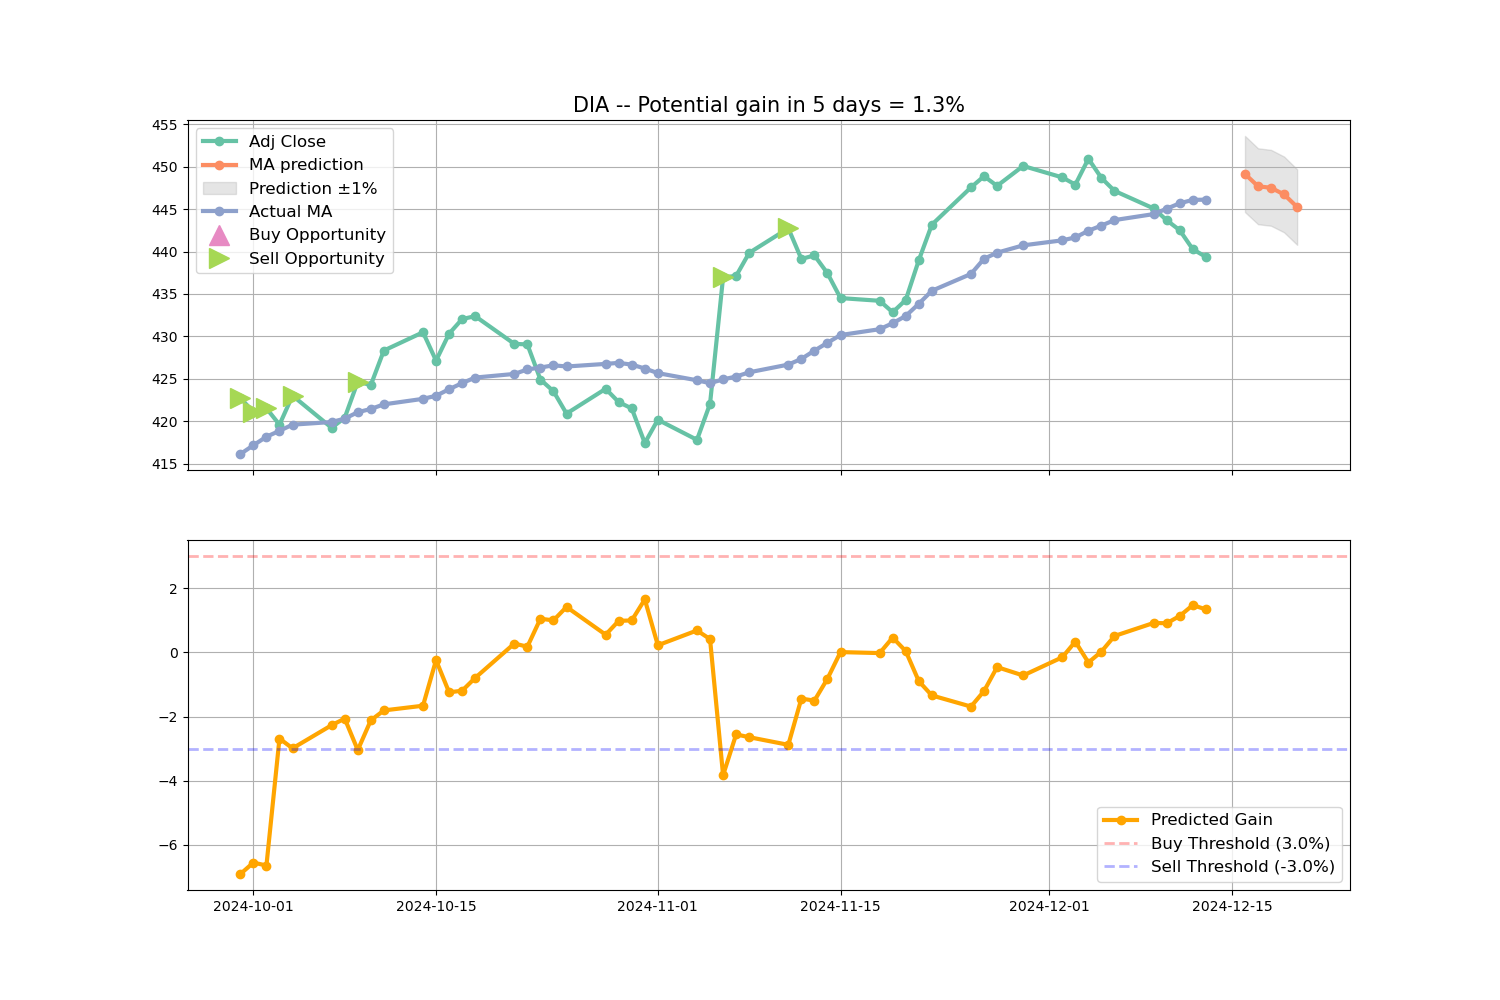 DIA -- Potential gain in 5 days = 1.3%
455
450
445
440
435
430
425
420
415
Adj Close
MA prediction
Prediction ±1%
Actual MA
Buy Opportunity
Sell Opportunity
2
0
−2
−4
−6
Predicted Gain
Buy Threshold (3.0%)
Sell Threshold (-3.0%)
2024-10-01
2024-10-15
2024-11-01
2024-11-15
2024-12-01
2024-12-15